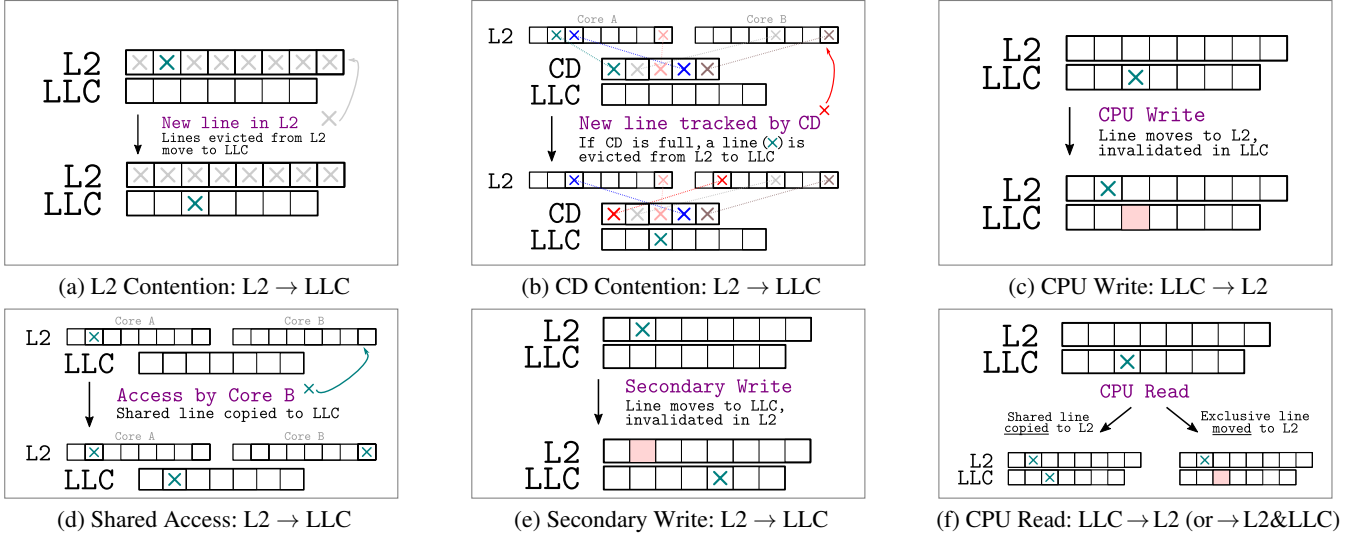 L2
LLC
New line in L2
Lines evicted from L2
move to LLC
L2
LLC
(a) L2 Contention: L2 → LLC
Core A
Core B
L2
CD
LLC
New line tracked by CD
If CD is full, a line(×) is
evicted from L2 to LLC
L2
CD
LLC
(b) CD Contention: L2 → LLC
L2
LLC
CPU Write
Line moves to L2,
invalidated in LLC
L2
LLC
(c) CPU Write: LLC → L2
Core A
Core B
L2
LLC
Access by Core B
Shared line copied to LLC
Core A
Core B
L2
LLC
(d) Shared Access: L2 → LLC
L2
LLC
Secondary Write
Line moves to LLC,
invalidated in L2
L2
LLC
(e) Secondary Write: L2 → LLC
L2
LLC
CPU Read
Shared line
copied to L2
Exclusive line
moved to L2
L2
LLC
(f) CPU Read: LLC → L2 (or → L2&LLC)